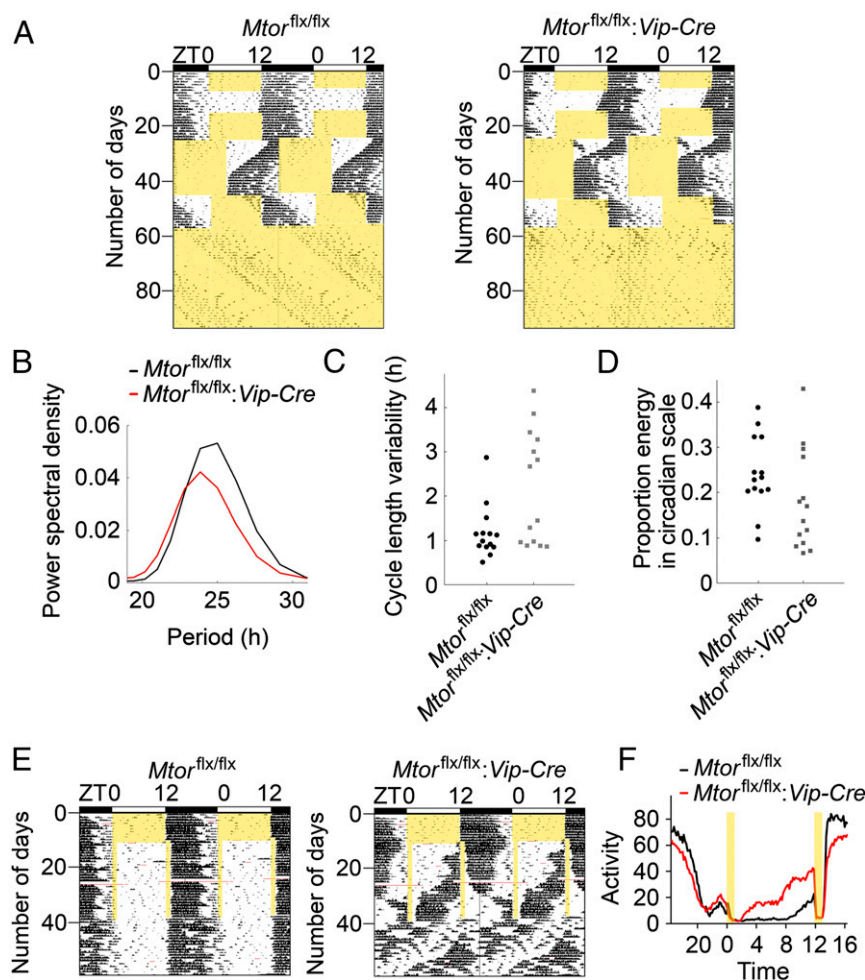 A
Mtor^flx/flx
Mtor^flx/flx:Vip-Cre
ZT0 12 0 12
ZT0 12 0 12
Number of days
0
20
40
60
80
Number of days
0
20
40
60
80
B
Mtor^flx/flx
Mtor^flx/flx:Vip-Cre
Power spectral density
0.06
0.04
0.02
0
20 25 30
Period (h)
C
Cycle length variability (h)
4
3
2
1
0
Mtor^flx/flx
Mtor^flx/flx:Vip-Cre
D
Proportion energy
in circadian scale
0.4
0.3
0.2
0.1
0
Mtor^flx/flx
Mtor^flx/flx:Vip-Cre
E
Mtor^flx/flx
Mtor^flx/flx:Vip-Cre
ZT0 12 0 12
ZT0 12 0 12
Number of days
0
20
40
Number of days
0
20
40
F
Mtor^flx/flx
Mtor^flx/flx:Vip-Cre
Activity
80
60
40
20
0
20 0 4 8 12 16
Time